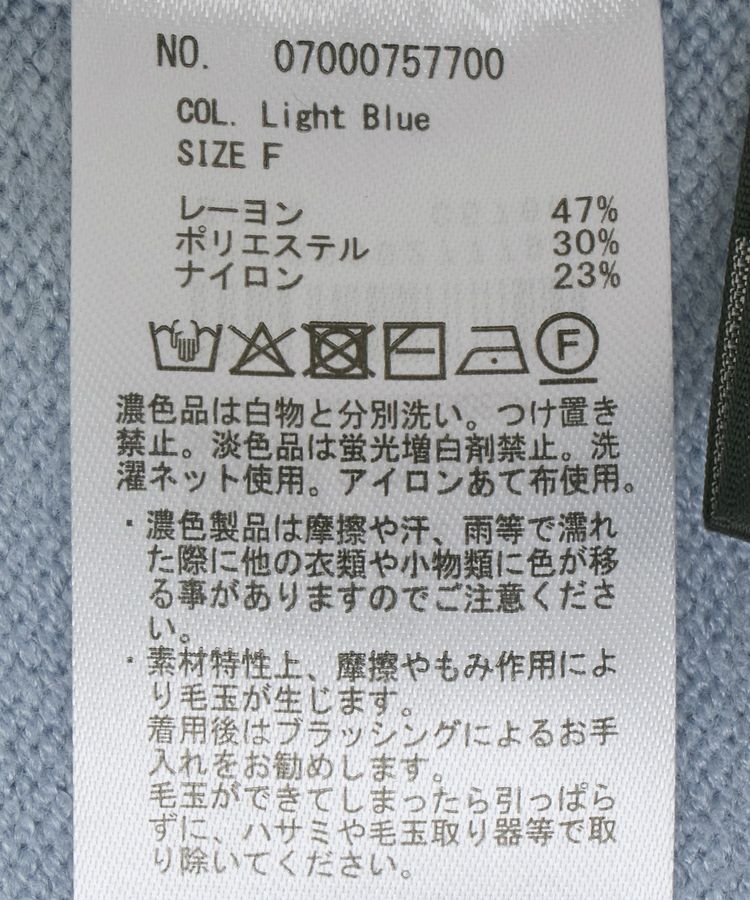 NO. 07000757700
COL. Light Blue
SIZE F
レーヨン 47%
ポリエステル 30%
ナイロン 23%
F
濃色品は白物と分別洗い。つけ置き
禁止。淡色品は蛍光増白剤禁止。洗
濯ネット使用。アイロンあて布使用。
・濃色製品は摩擦や汗、雨等で濡れ
た際に他の衣類や小物類に色が移
る事がありますのでご注意くださ
い。
・素材特性上、摩擦やもみ作用によ
り毛玉が生じます。
着用後はブラッシングによるお手
入れをお勧めします。
毛玉ができてしまったら引っぱら
ずに、ハサミや毛玉取り器等で取
り除いてください。